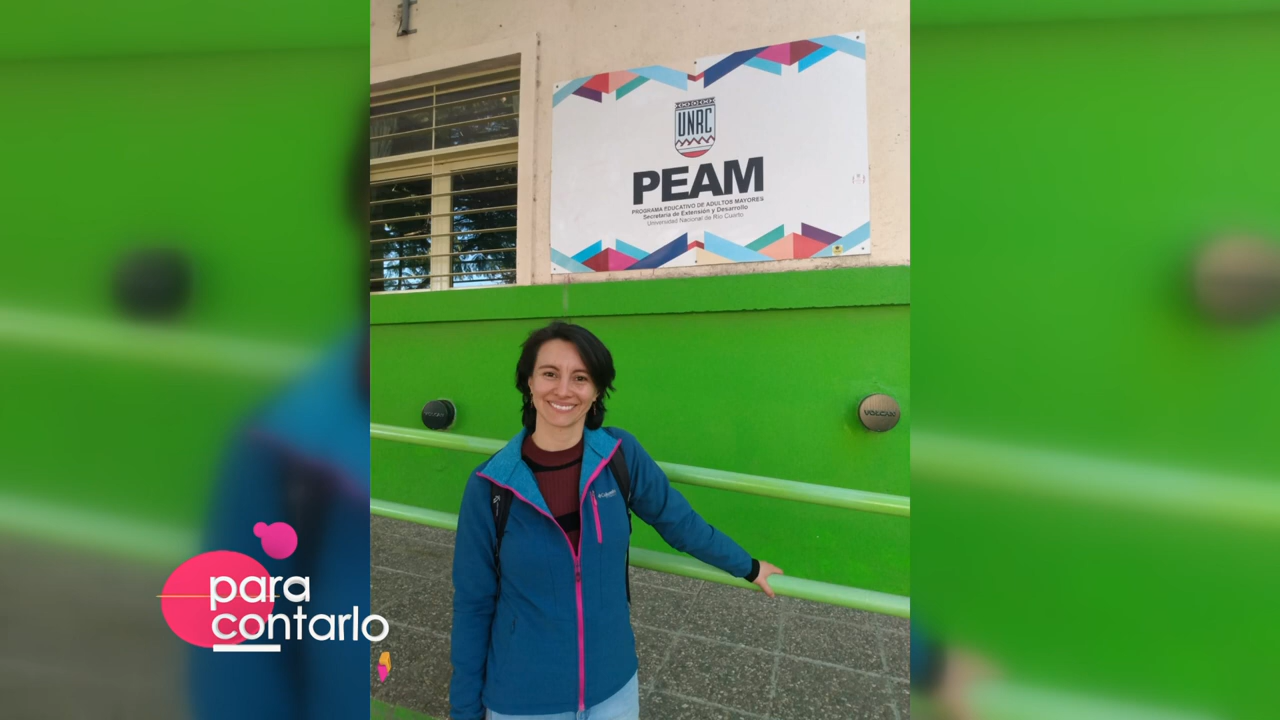 UNRC
PEAM
PROGRAMA EDUCATIVO DE ADULTOS MAYORES
Secretaría de Extensión y Desarrollo
Universidad Nacional de Río Cuarto
VOLCAN
Columbia
para
contarlo